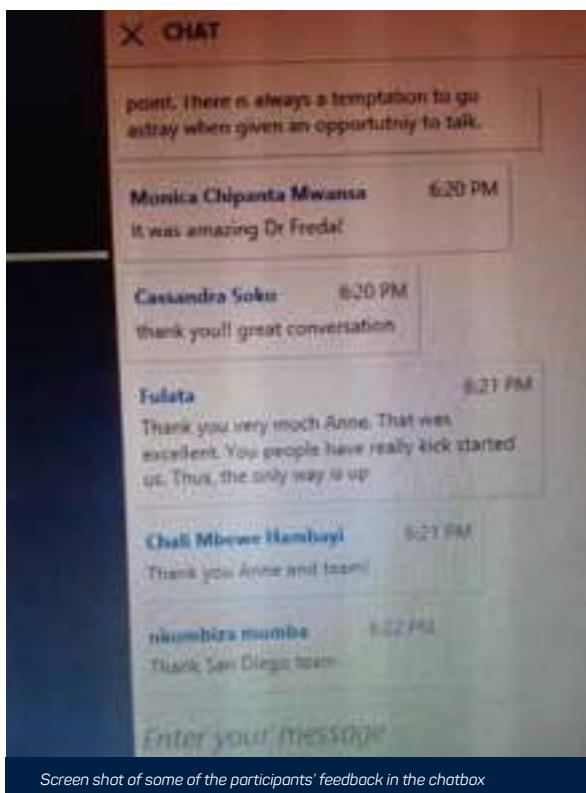 X CHAT
point. There is always a temptation to go
astray when given an opportutniy to talk.
Monica Chipanta Mwansa 6:20 PM
It was amazing Dr Freda!
Cassandra Soko 6:20 PM
thank you!! great conversation
Fulata 6:21 PM
Thank you very much Anne. That was
excellent. You people have really kick started
us. Thus, the only way is up
Chali Mbewe Hambayi 6:21 PM
Thank you Anne and team!
nkumbiza mumba 6:22 PM
Thank San Diego team
Enter your message
Screen shot of some of the participants' feedback in the chatbox